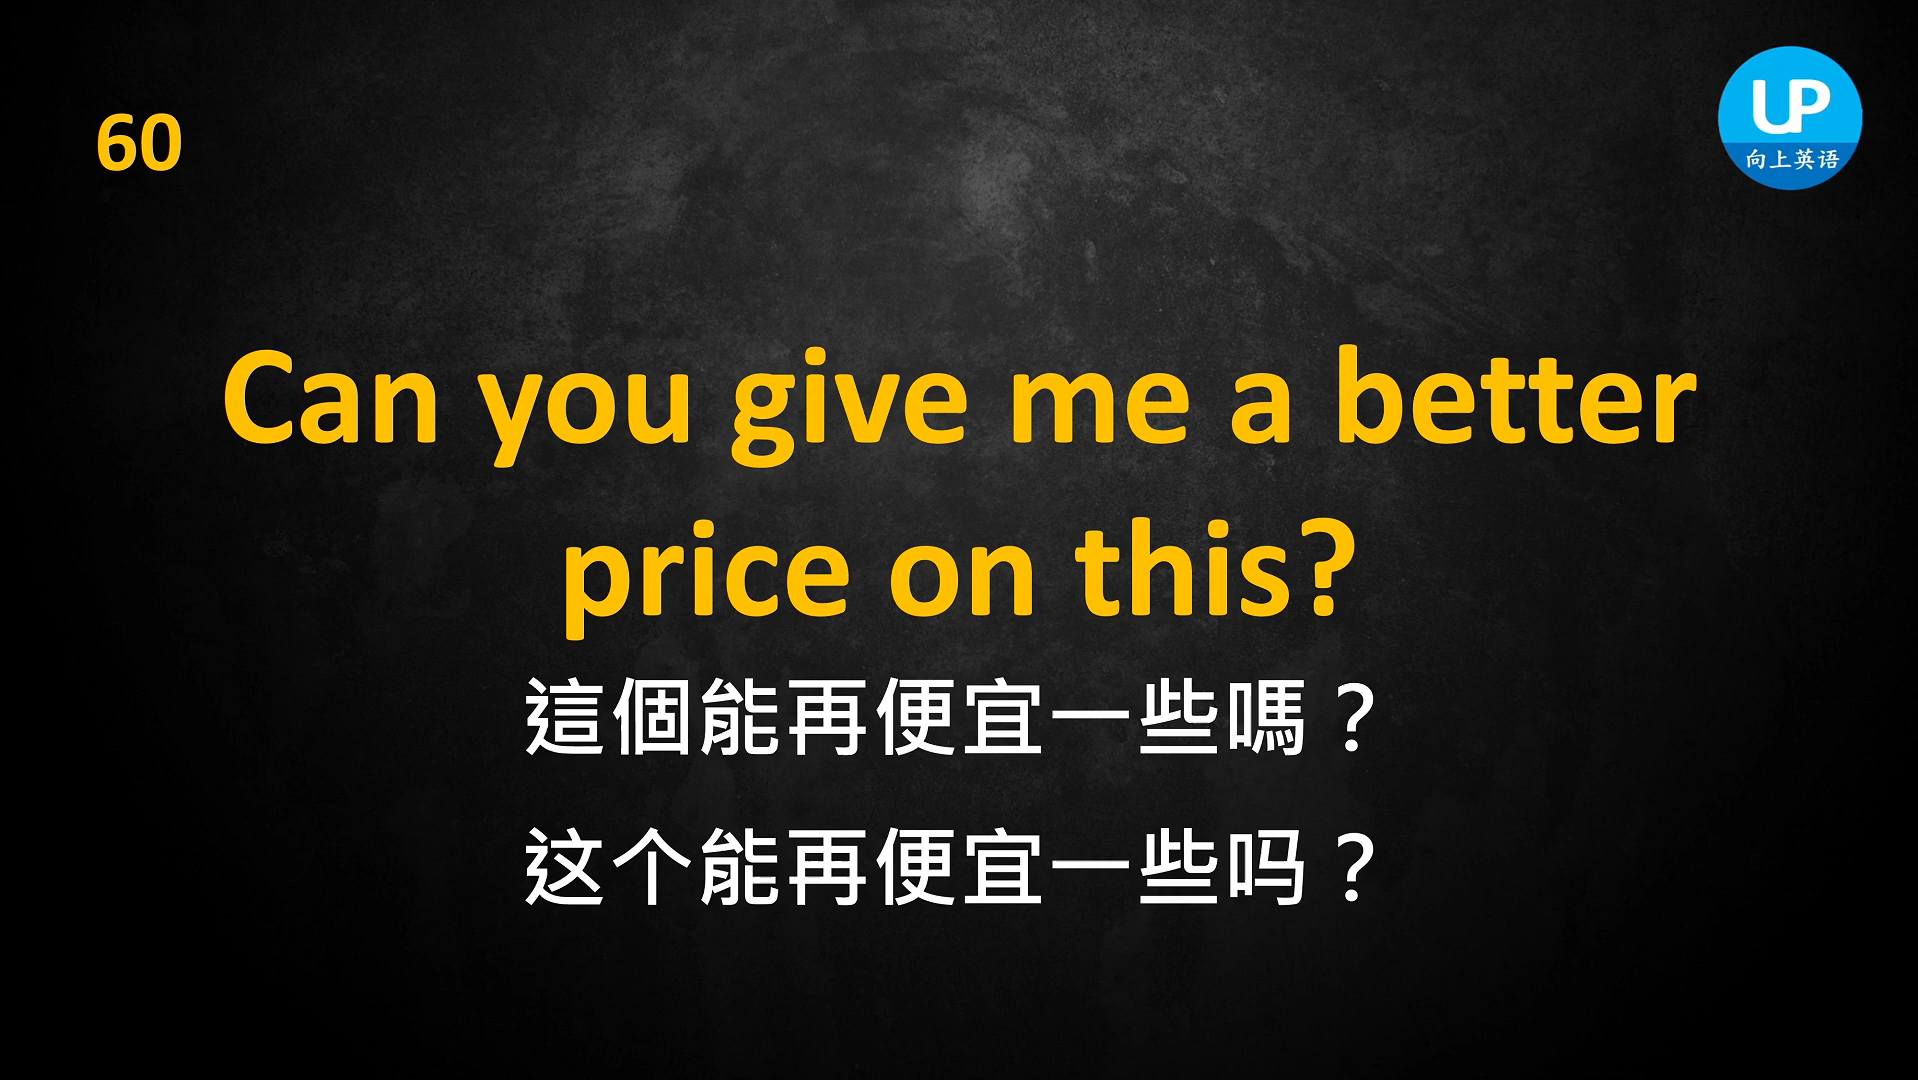 60
UP
向上英语
Can you give me a better
price on this?
這個能再便宜一些嗎？
这个能再便宜一些吗？